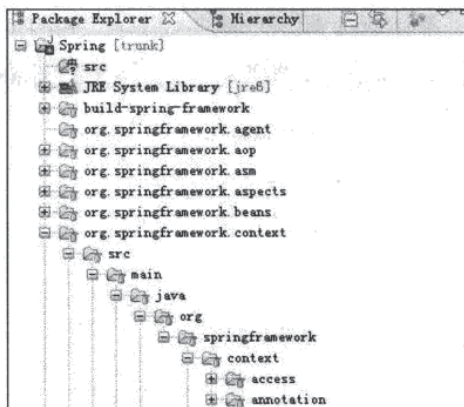 Package Explorer Hierarchy
Spring [trunk]
src
JRE System Library [jre6]
build-spring-framework
org.springframework.agent
org.springframework.aop
org.springframework.asm
org.springframework.aspects
org.springframework.beans
org.springframework.context
src
main
java
org
springframework
context
access
annotation